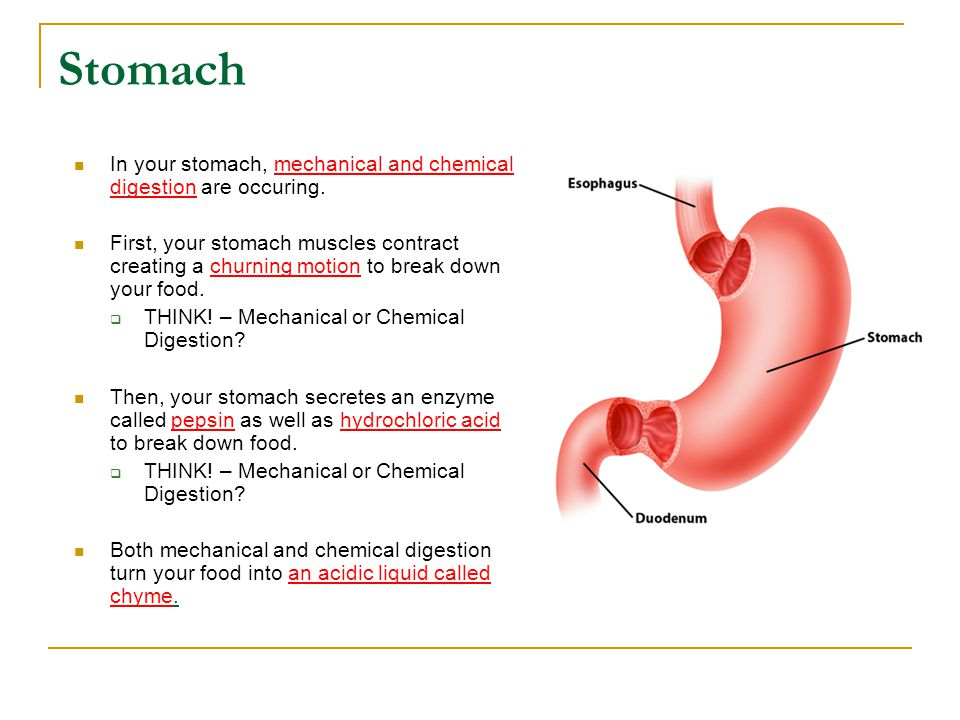 Stomach
In your stomach, mechanical and chemical
digestion are occuring.
First, your stomach muscles contract
creating a churning motion to break down
your food.
THINK! – Mechanical or Chemical
Digestion?
Then, your stomach secretes an enzyme
called pepsin as well as hydrochloric acid
to break down food.
THINK! – Mechanical or Chemical
Digestion?
Both mechanical and chemical digestion
turn your food into an acidic liquid called
chyme.
Esophagus
Stomach
Duodenum